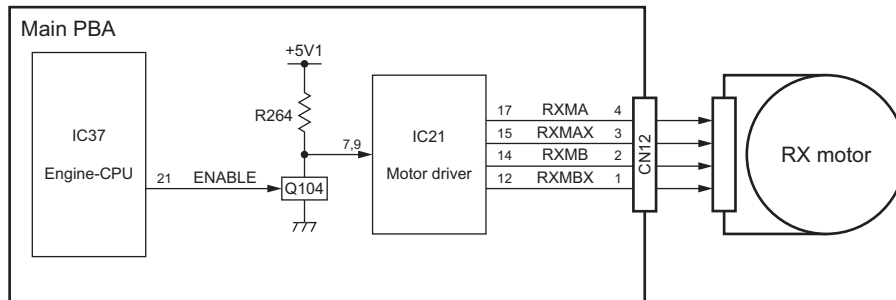 Main PBA
+5V1
R264
IC37
Engine-CPU
21 ENABLE
Q104
7,9
IC21
Motor driver
17 RXMA 4
15 RXMAX 3
14 RXMB 2
12 RXMBX 1
CN12
RX motor